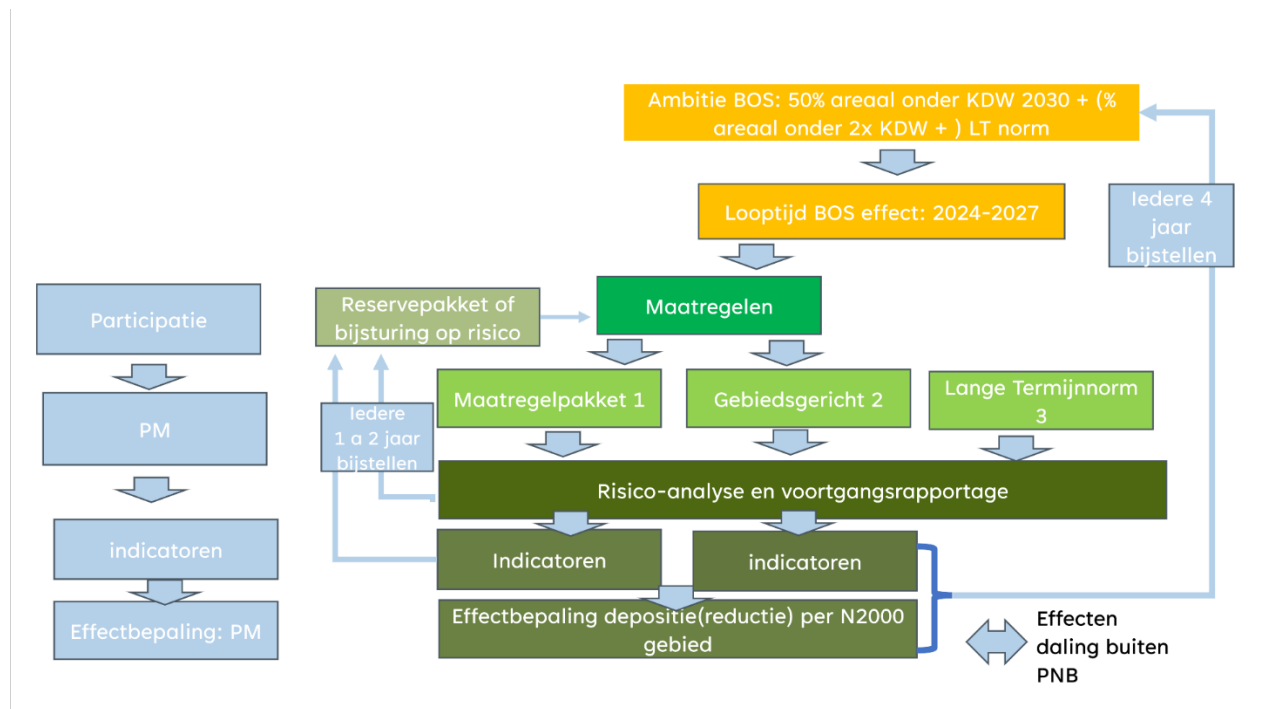 Ambitie BOS: 50% areaal onder KDW 2030 + (%
areaal onder 2x KDW + ) LT norm
Looptijd BOS effect: 2024-2027
Iedere 4
jaar
bijstellen
Participatie
Reservepakket of
bijsturing op risico
Maatregelen
PM
Iedere
1 a 2 jaar
bijstellen
Maatregelpakket 1
Gebiedsgericht 2
Lange Termijnnorm
3
Risico-analyse en voortgangsrapportage
indicatoren
Indicatoren
indicatoren
Effectbepaling: PM
Effectbepaling depositie(reductie) per N2000
gebied
Effecten
daling buiten
PNB